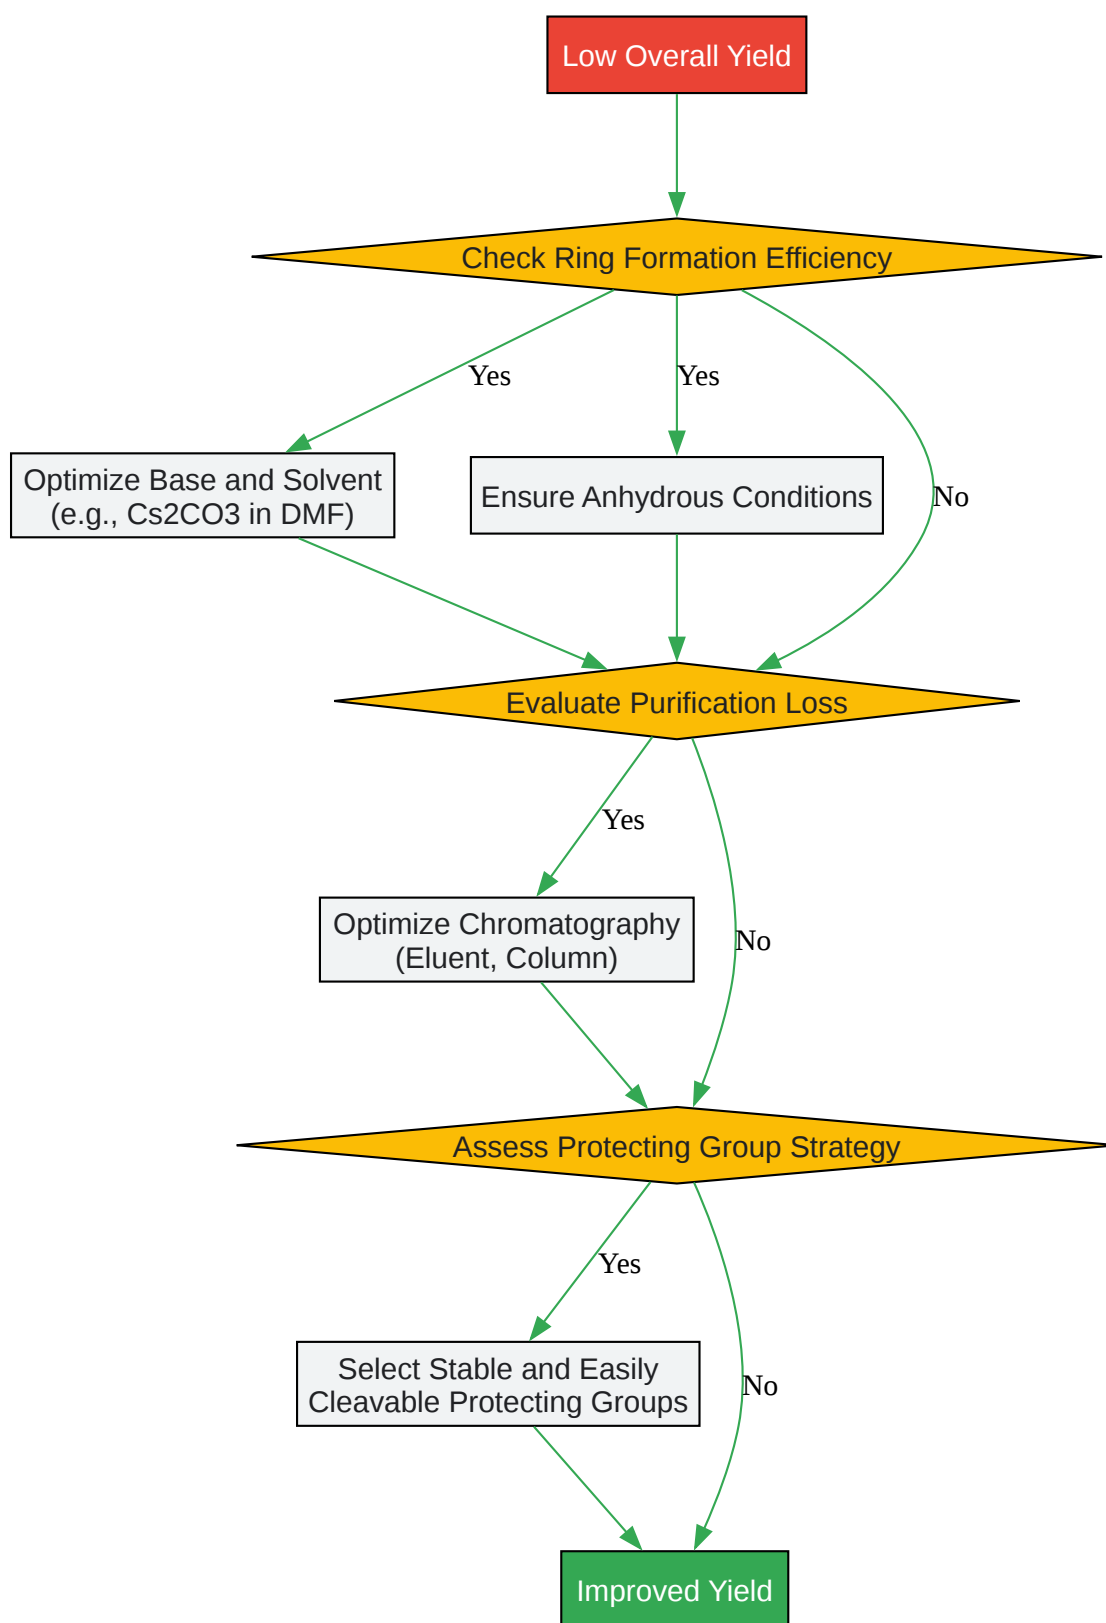 Low Overall Yield
Check Ring Formation Efficiency
Yes
Yes
Optimize Base and Solvent
(e.g., Cs2CO3 in DMF)
Ensure Anhydrous Conditions
No
Evaluate Purification Loss
Yes
Optimize Chromatography
(Eluent, Column)
No
Assess Protecting Group Strategy
Yes
Select Stable and Easily
Cleavable Protecting Groups
No
Improved Yield